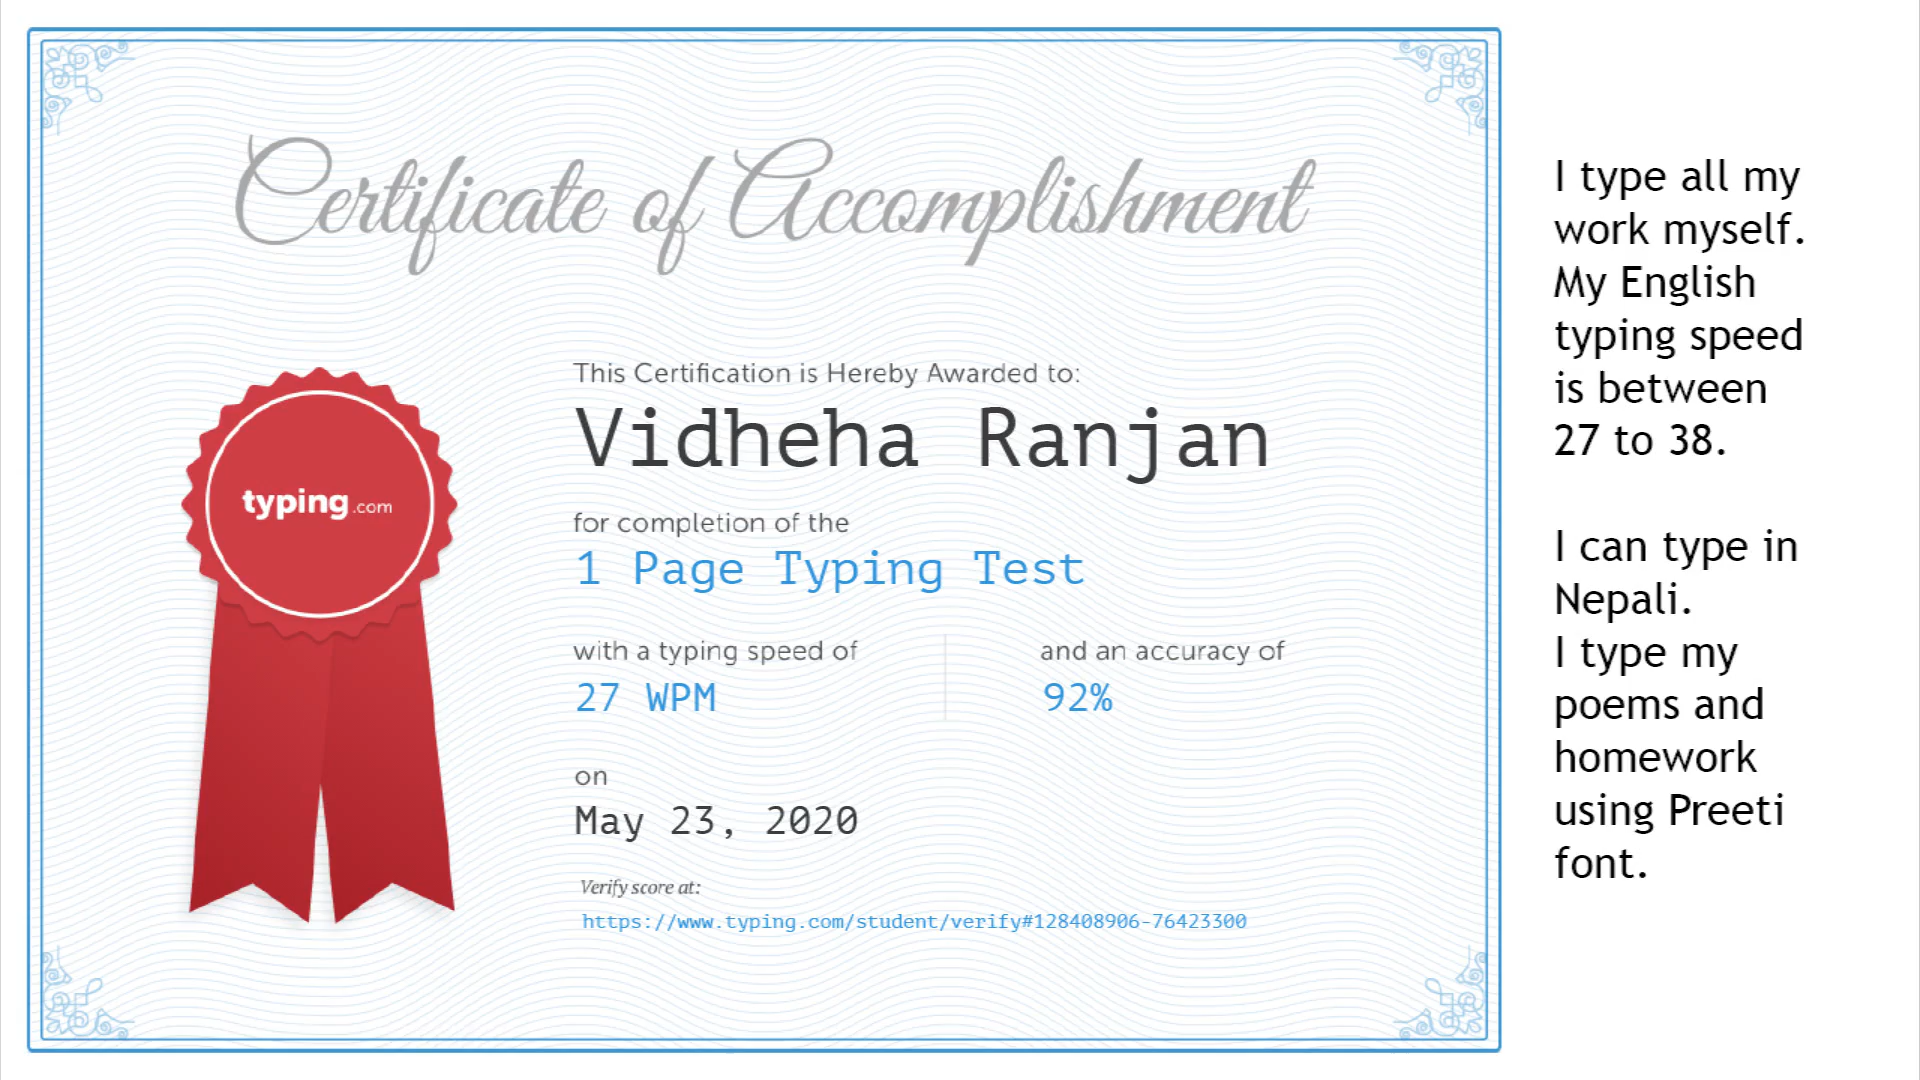 Certificate of Accomplishment
This Certification is Hereby Awarded to:
Vidheha Ranjan
typing.com
for completion of the
1 Page Typing Test
with a typing speed of
27 WPM
and an accuracy of
92%
on
May 23, 2020
Verify score at:
https://www.typing.com/student/verify#128408906-76423300
I type all my
work myself.
My English
typing speed
is between
27 to 38.
I can type in
Nepali.
I type my
poems and
homework
using Preeti
font.